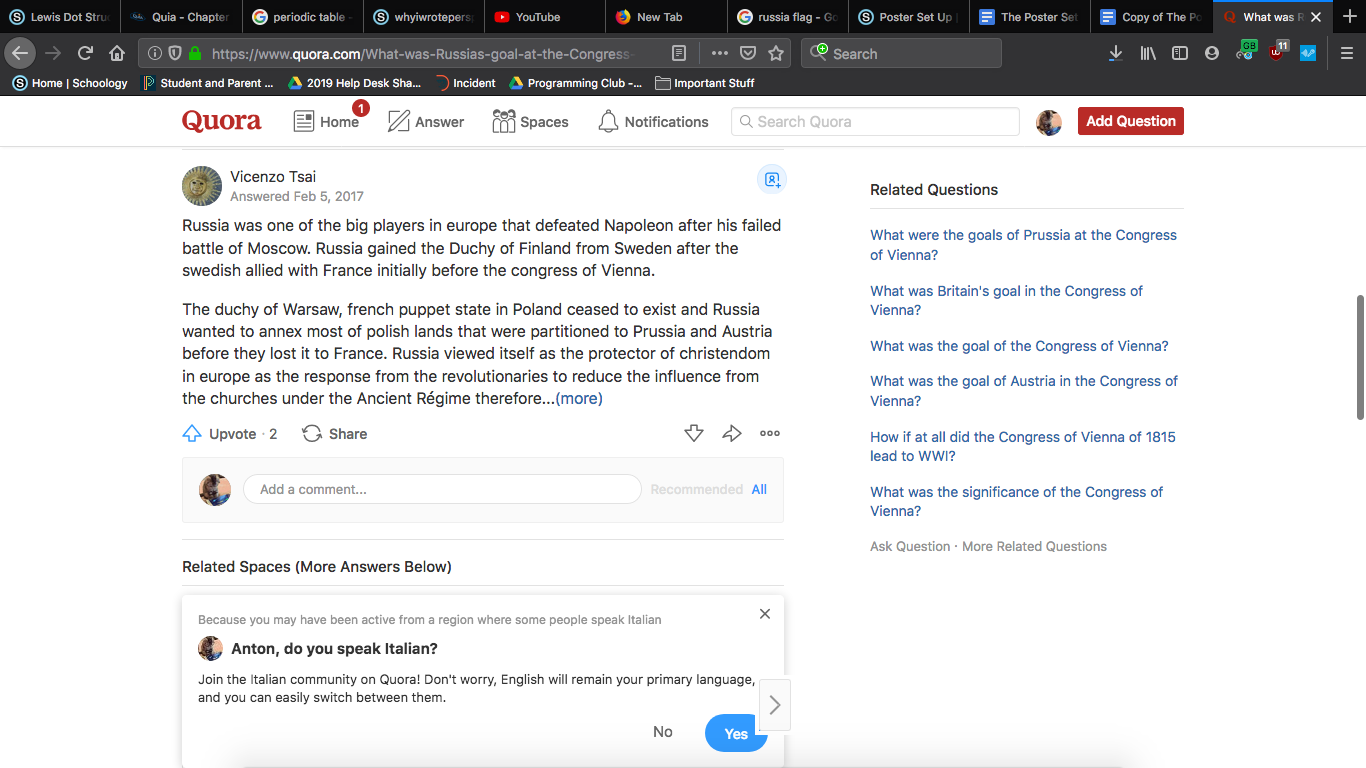 Lewis Dot Struc
Quia - Chapter
periodic table -
whyiwrotepers
YouTube
New Tab
russia flag - Go
Poster Set Up |
The Poster Set
Copy of The Po
What was R
https://www.quora.com/What-was-Russias-goal-at-the-Congress-
Search
GB
11
Home | Schoology
Student and Parent ...
2019 Help Desk Sha...
Incident
Programming Club -...
Important Stuff
Quora
Home
1
Answer
Spaces
Notifications
Search Quora
Add Question
Vicenzo Tsai
Answered Feb 5, 2017
Russia was one of the big players in europe that defeated Napoleon after his failed
battle of Moscow. Russia gained the Duchy of Finland from Sweden after the
swedish allied with France initially before the congress of Vienna.
The duchy of Warsaw, french puppet state in Poland ceased to exist and Russia
wanted to annex most of polish lands that were partitioned to Prussia and Austria
before they lost it to France. Russia viewed itself as the protector of christendom
in europe as the response from the revolutionaries to reduce the influence from
the churches under the Ancient Régime therefore...(more)
Upvote · 2
Share
Add a comment...
Recommended All
Related Spaces (More Answers Below)
Because you may have been active from a region where some people speak Italian
Anton, do you speak Italian?
Join the Italian community on Quora! Don't worry, English will remain your primary language,
and you can easily switch between them.
No
Yes
Related Questions
What were the goals of Prussia at the Congress
of Vienna?
What was Britain's goal in the Congress of
Vienna?
What was the goal of the Congress of Vienna?
What was the goal of Austria in the Congress of
Vienna?
How if at all did the Congress of Vienna of 1815
lead to WWI?
What was the significance of the Congress of
Vienna?
Ask Question · More Related Questions